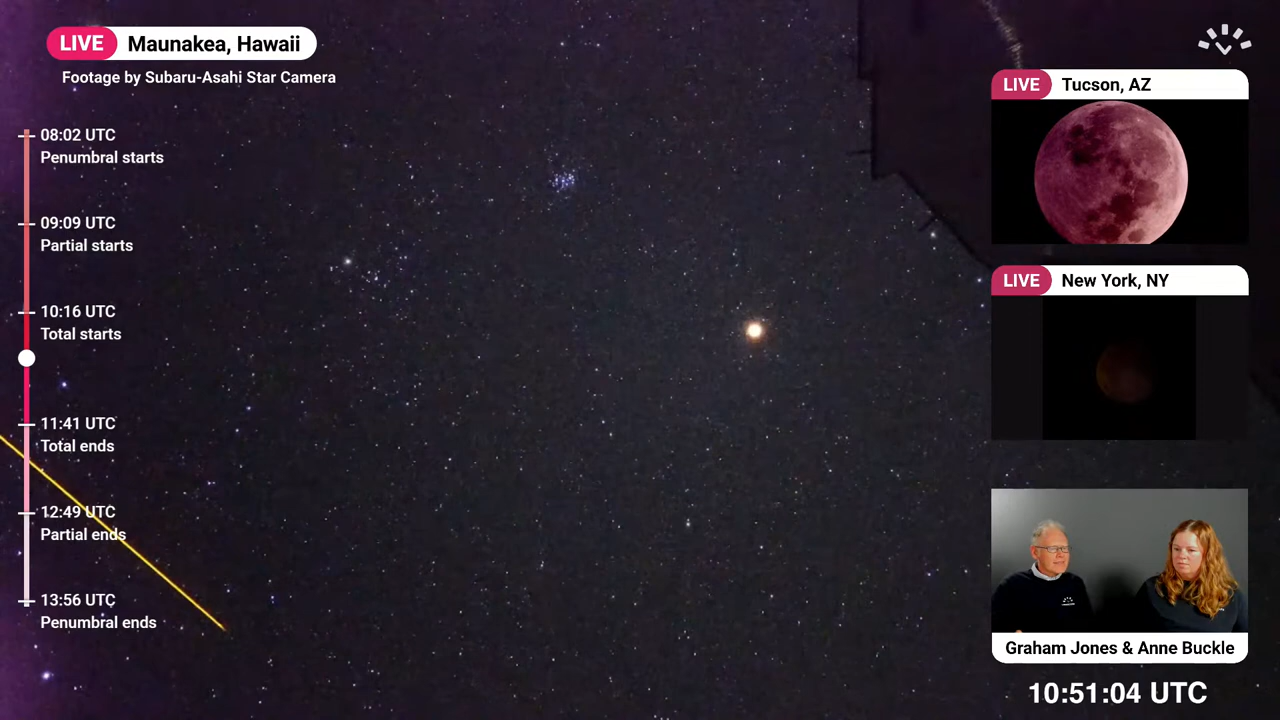 LIVE Maunakea, Hawaii
Footage by Subaru-Asahi Star Camera
08:02 UTC
Penumbral starts
09:09 UTC
Partial starts
10:16 UTC
Total starts
11:41 UTC
Total ends
12:49 UTC
Partial ends
13:56 UTC
Penumbral ends
LIVE Tucson, AZ
LIVE New York, NY
Graham Jones & Anne Buckle
10:51:04 UTC